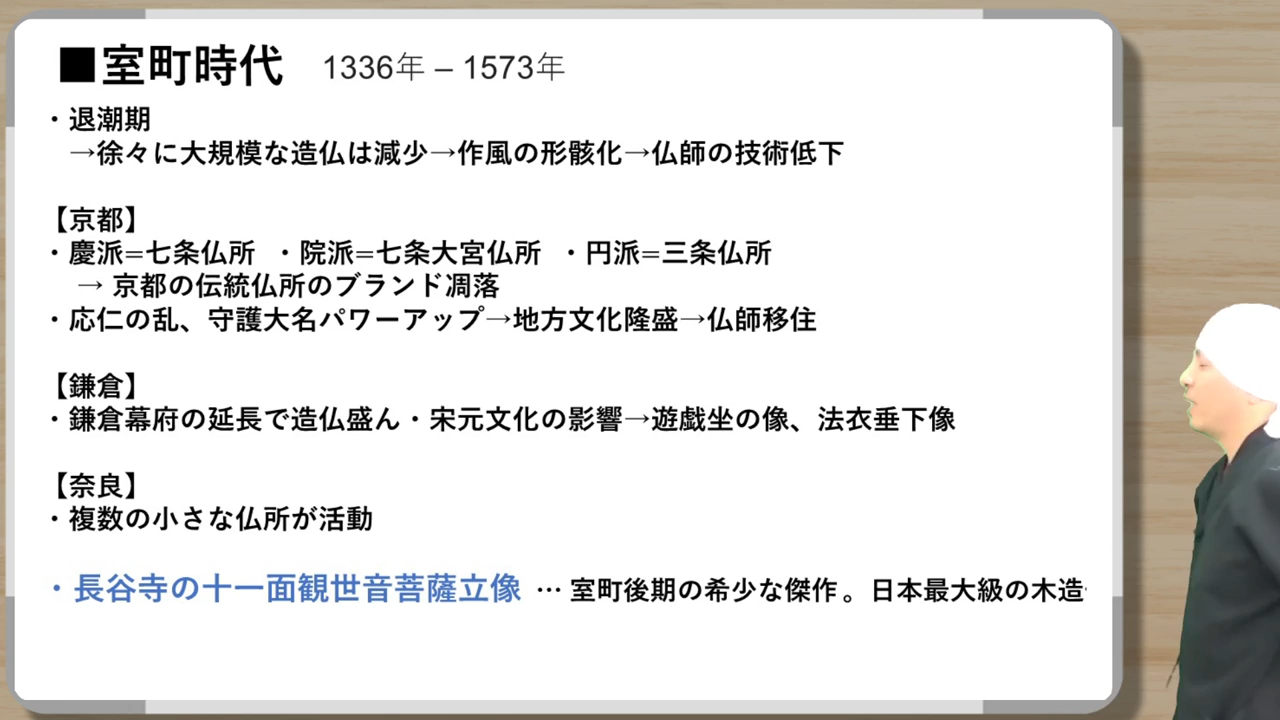 ■室町時代 1336年 – 1573年
・退潮期
→徐々に大規模な造仏は減少→作風の形骸化→仏師の技術低下
【京都】
・慶派=七条仏所 ・院派=七条大宮仏所 ・円派=三条仏所
→ 京都の伝統仏所のブランド凋落
・応仁の乱、守護大名パワーアップ→地方文化隆盛→仏師移住
【鎌倉】
・鎌倉幕府の延長で造仏盛ん・宋元文化の影響→遊戯坐の像、法衣垂下像
【奈良】
・複数の小さな仏所が活動
・長谷寺の十一面観世音菩薩立像 … 室町後期の希少な傑作。日本最大級の木造